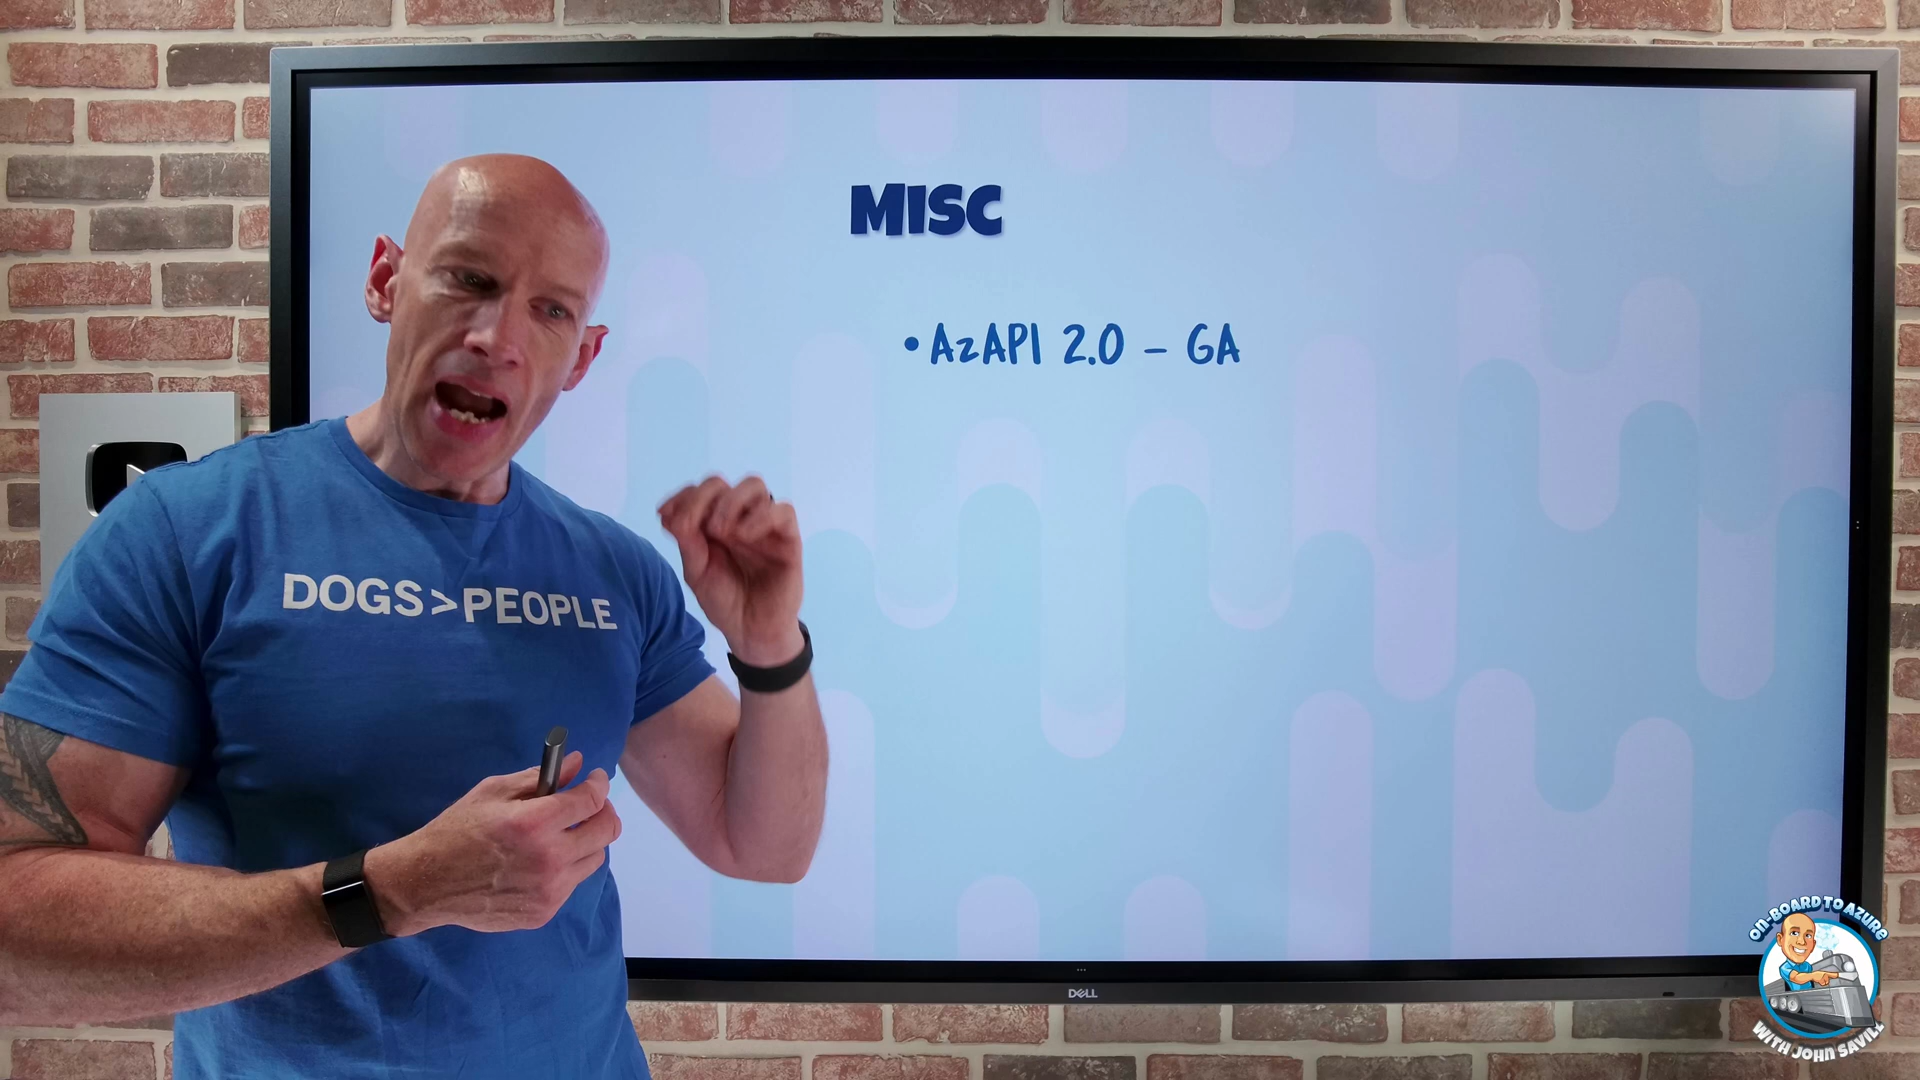 MISC
• AzAPI 2.0 – GA
DOGS>PEOPLE
DELL
ON-BOARD TO AZURE
WITH JOHN SAVILL